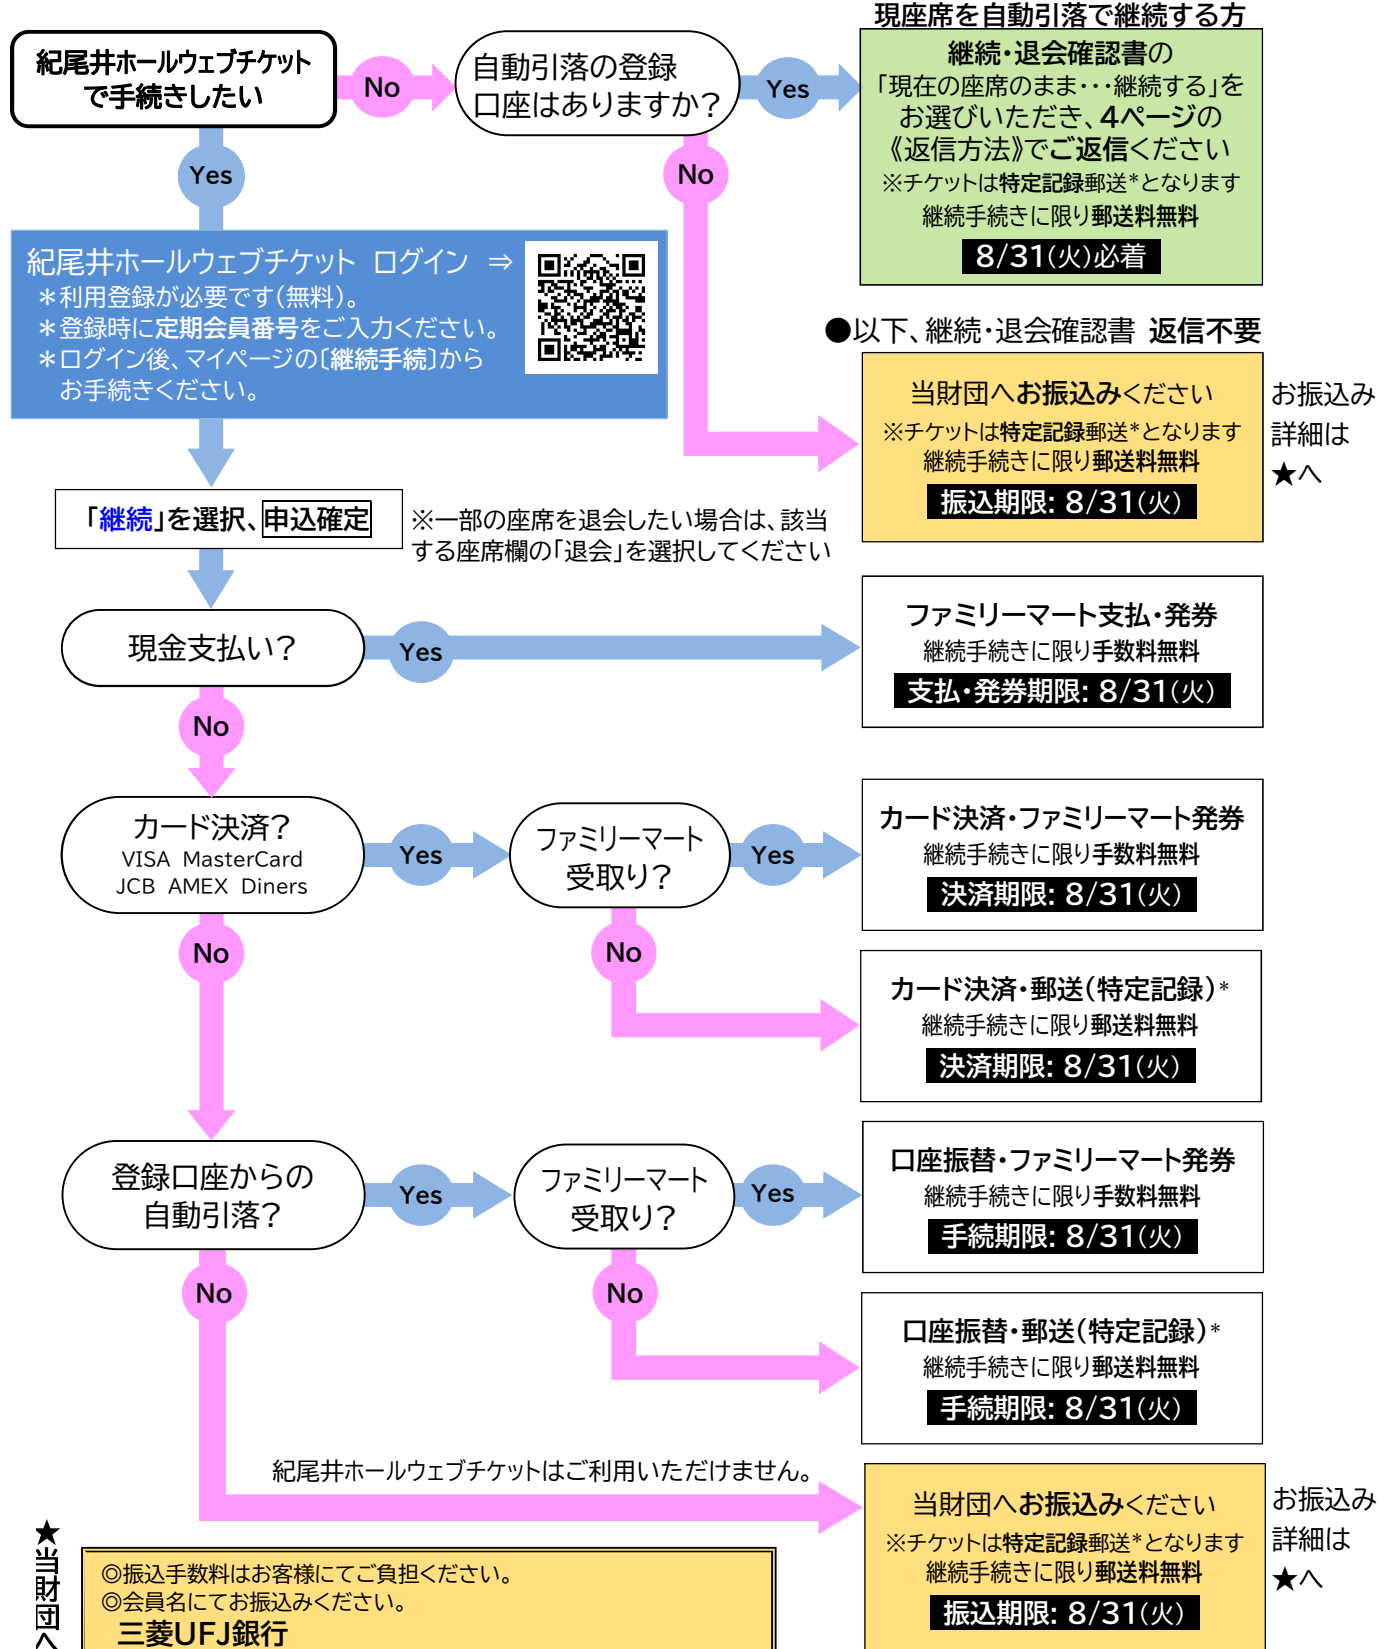 現座席を自動引落で継続する方
紀尾井ホールウェブチケット
で手続きしたい
No
自動引落の登録
口座はありますか?
Yes
継続・退会確認書の
「現在の座席のまま・・・継続する」を
お選びいただき、4ページの
《返信方法》でご返信ください
※チケットは特定記録郵送*となります
継続手続きに限り郵送料無料
8/31(火)必着
Yes
No
紀尾井ホールウェブチケット ログイン ⇒
＊利用登録が必要です(無料)。
＊登録時に定期会員番号をご入力ください。
＊ログイン後、マイページの〔継続手続〕から
お手続きください。
●以下、継続・退会確認書 返信不要
当財団へお振込みください
※チケットは特定記録郵送*となります
継続手続きに限り郵送料無料
振込期限: 8/31(火)
お振込み
詳細は
★へ
「継続」を選択、申込確定
※一部の座席を退会したい場合は、該当
する座席欄の「退会」を選択してください
現金支払い?
Yes
ファミリーマート支払・発券
継続手続きに限り手数料無料
支払・発券期限: 8/31(火)
No
カード決済?
VISA MasterCard
JCB AMEX Diners
Yes
ファミリーマート
受取り?
Yes
カード決済・ファミリーマート発券
継続手続きに限り手数料無料
決済期限: 8/31(火)
No
No
カード決済・郵送(特定記録)*
継続手続きに限り郵送料無料
決済期限: 8/31(火)
登録口座からの
自動引落?
Yes
ファミリーマート
受取り?
Yes
口座振替・ファミリーマート発券
継続手続きに限り手数料無料
手続期限: 8/31(火)
No
No
口座振替・郵送(特定記録)*
継続手続きに限り郵送料無料
手続期限: 8/31(火)
紀尾井ホールウェブチケットはご利用いただけません。
当財団へお振込みください
※チケットは特定記録郵送*となります
継続手続きに限り郵送料無料
振込期限: 8/31(火)
お振込み
詳細は
★へ
★当財団へ
◎振込手数料はお客様にてご負担ください。
◎会員名にてお振込みください。
三菱UFJ銀行